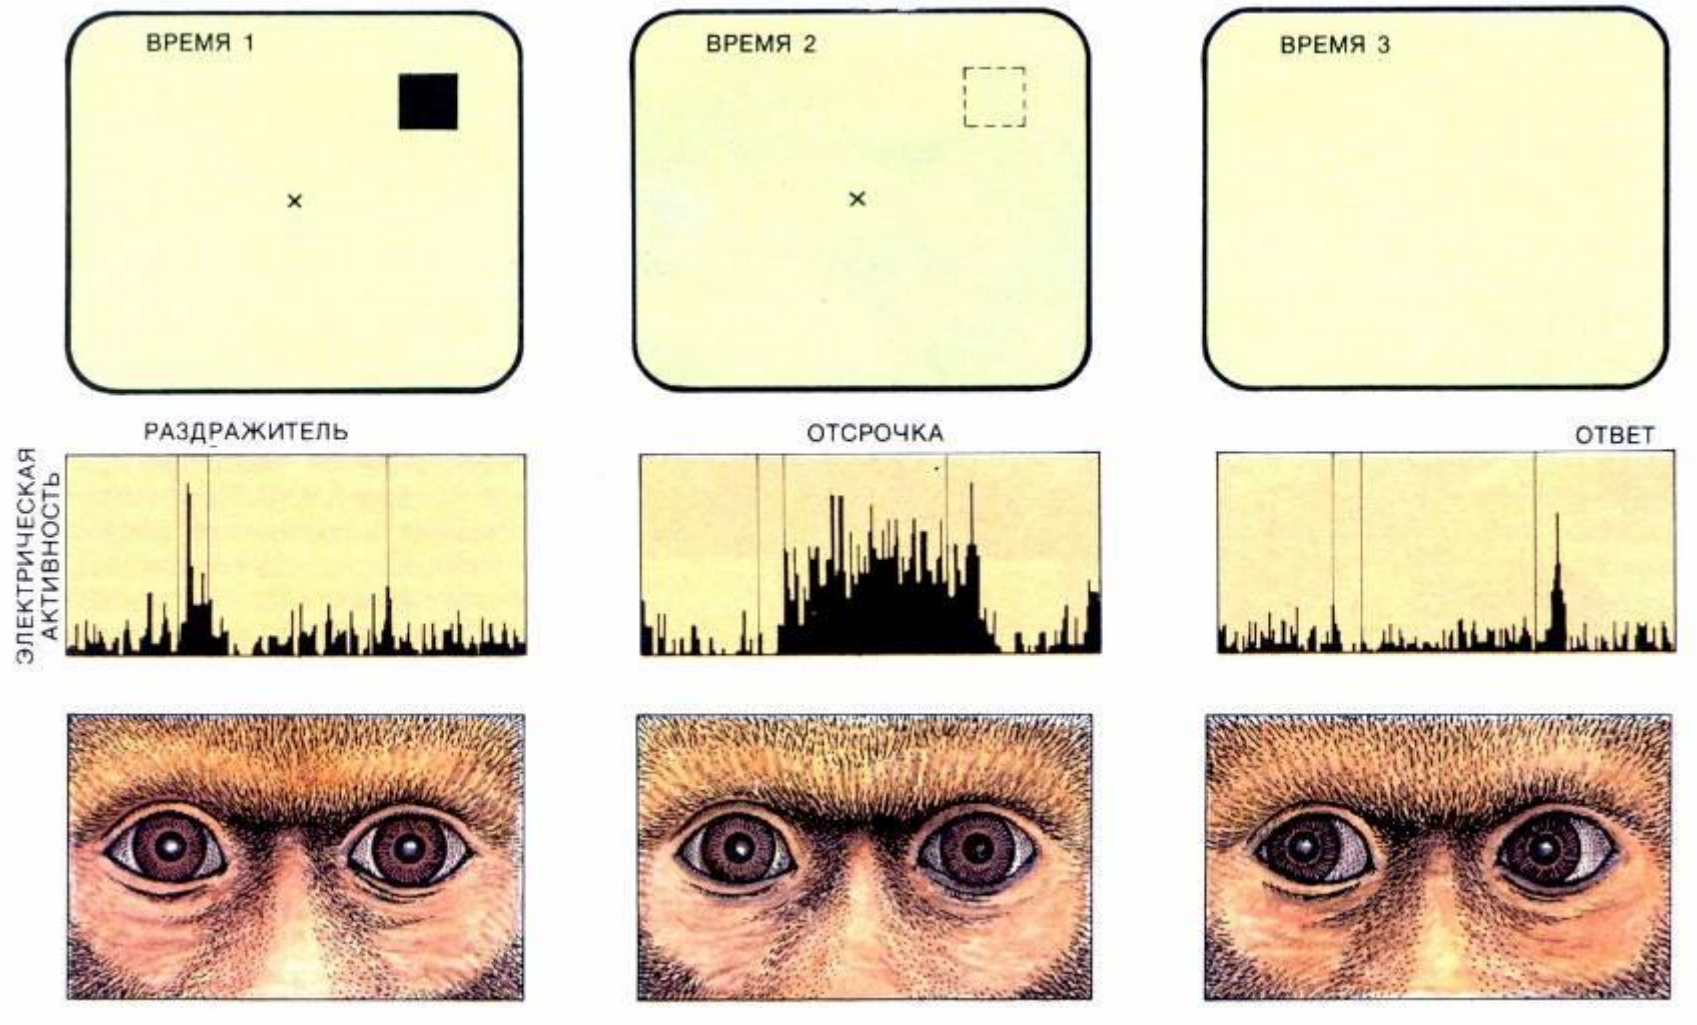 ВРЕМЯ 1
ВРЕМЯ 2
ВРЕМЯ 3
РАЗДРАЖИТЕЛЬ
ОТСРОЧКА
ОТВЕТ
ЭЛЕКТРИЧЕСКАЯ
АКТИВНОСТЬ